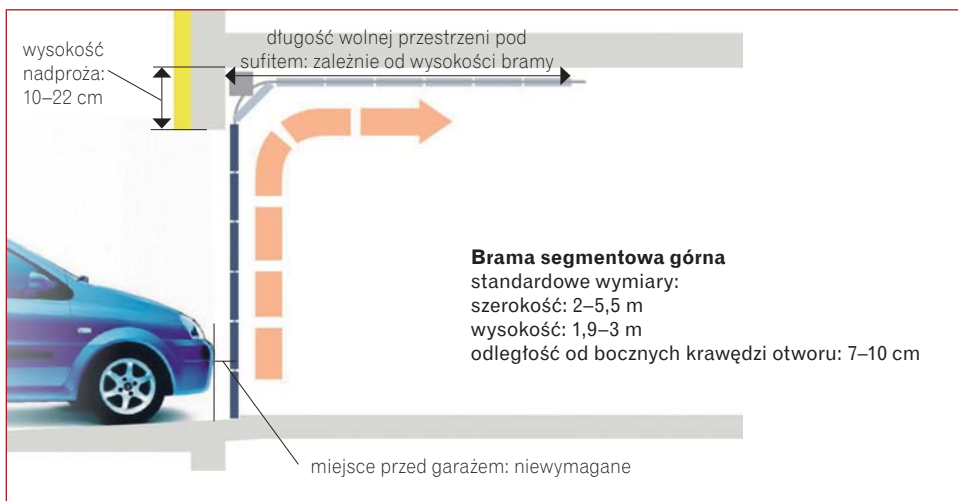 wysokość
nadproża:
10–22 cm
długość wolnej przestrzeni pod
sufitem: zależnie od wysokości bramy
Brama segmentowa górna
standardowe wymiary:
szerokość: 2–5,5 m
wysokość: 1,9–3 m
odległość od bocznych krawędzi otworu: 7–10 cm
miejsce przed garażem: niewymagane